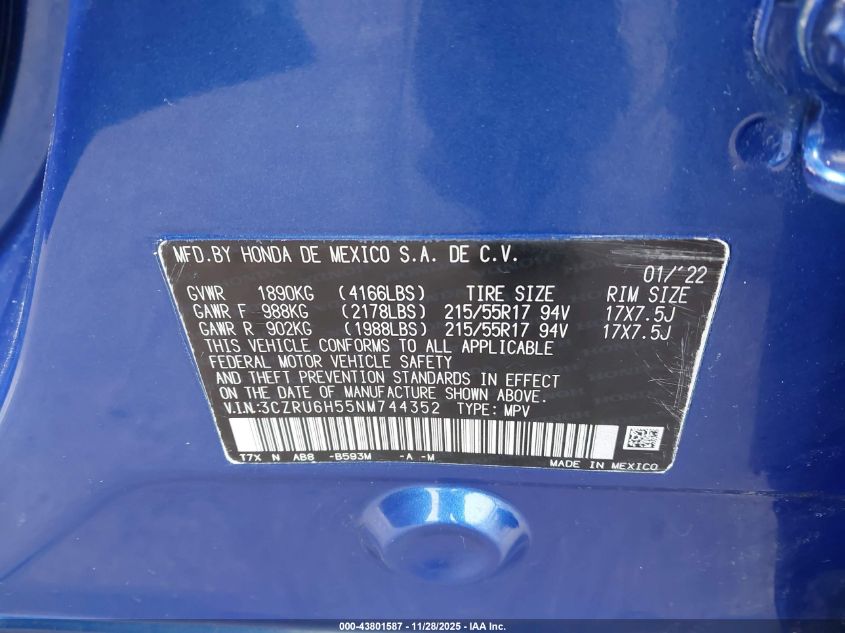 MFD.BY HONDA DE MEXICO S.A. DE C.V.
01/'22
GVWR 1890KG (4166LBS) TIRE SIZE RIM SIZE
GAWR F 988KG (2178LBS) 215/55R17 94V 17X7.5J
GAWR R 902KG (1988LBS) 215/55R17 94V 17X7.5J
THIS VEHICLE CONFORMS TO ALL APPLICABLE
FEDERAL MOTOR VEHICLE SAFETY
AND THEFT PREVENTION STANDARDS IN EFFECT
ON THE DATE OF MANUFACTURE SHOWN ABOVE.
V.I.N:3CZRU6H55NM744352 TYPE: MPV
T7X N AB8 -B593M -A -M
MADE IN MEXICO
000-43801587 - 11/28/2025 - IAA Inc.